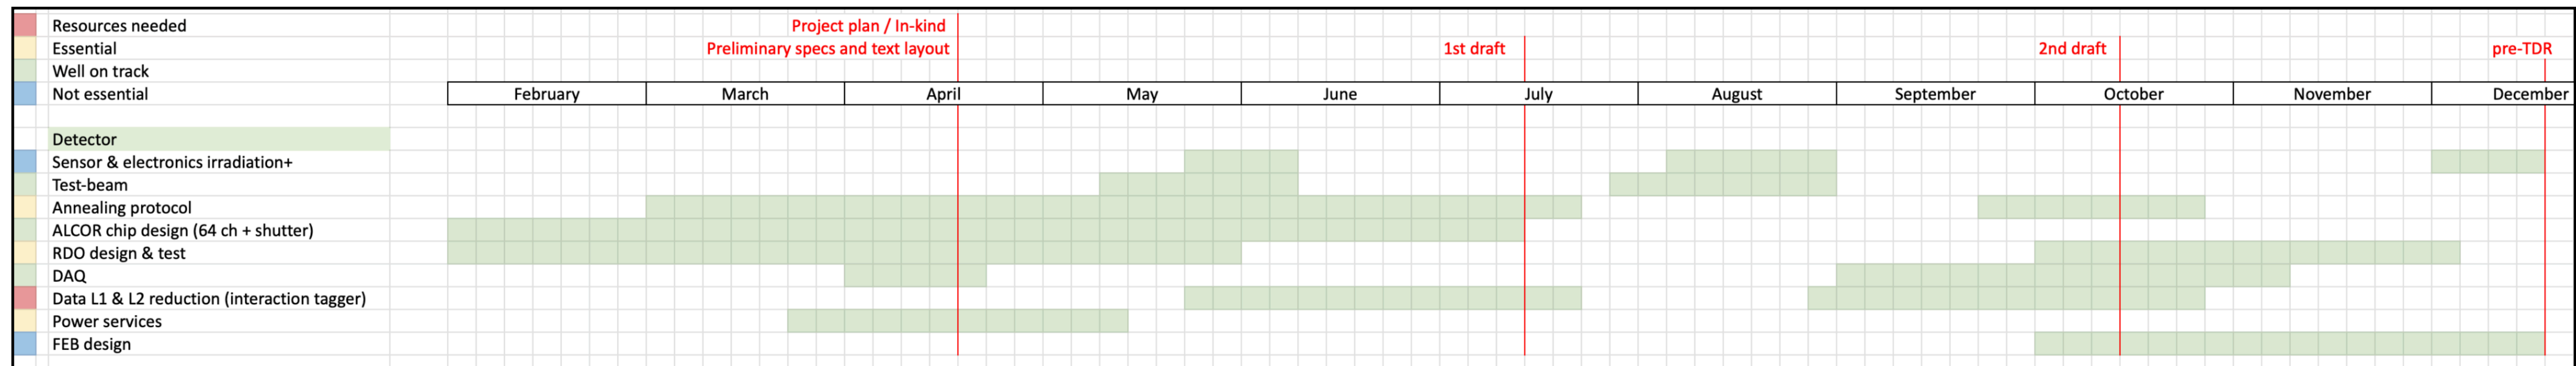 Resources needed
Project plan / In-kind
Essential
Preliminary specs and text layout
1st draft
2nd draft
pre-TDR
Well on track
Not essential
February March April May June July August September October November December
Detector
Sensor & electronics irradiation+
Test-beam
Annealing protocol
ALCOR chip design (64 ch + shutter)
RDO design & test
DAQ
Data L1 & L2 reduction (interaction tagger)
Power services
FEB design